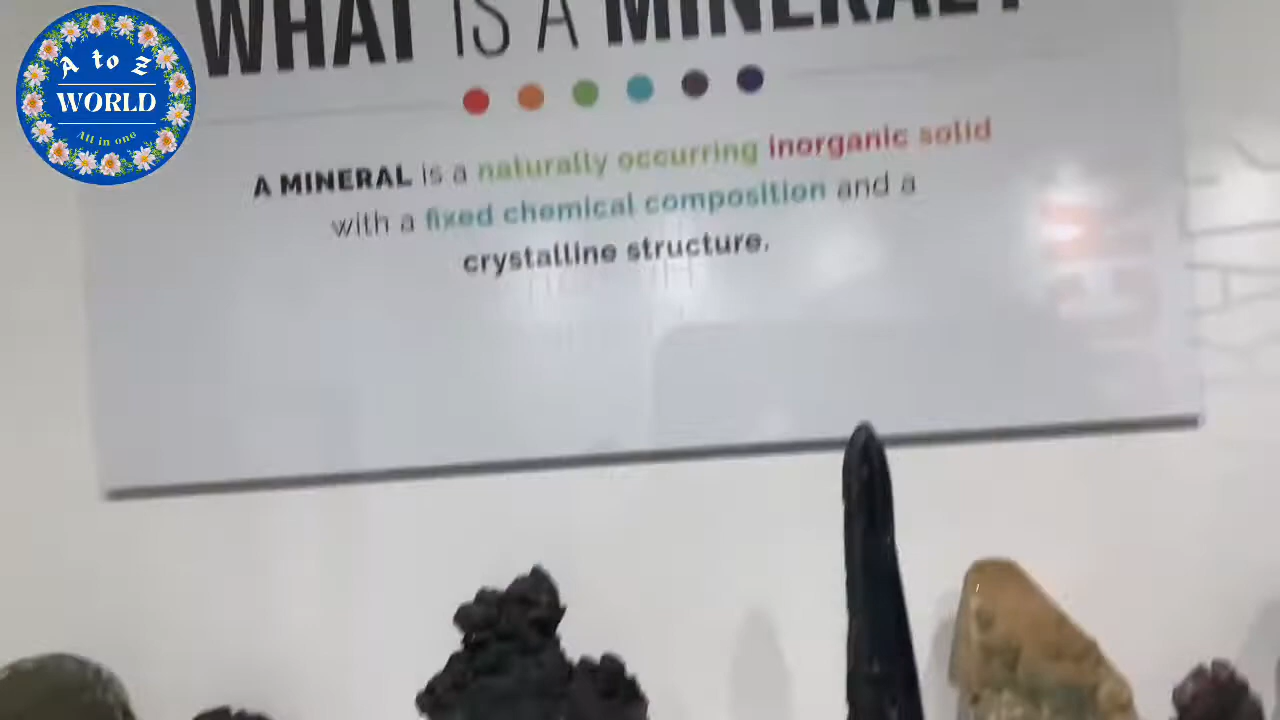 WHAT IS A MINERAL?
A to Z
WORLD
All in one
A MINERAL is a naturally occurring inorganic solid
with a fixed chemical composition and a
crystalline structure.